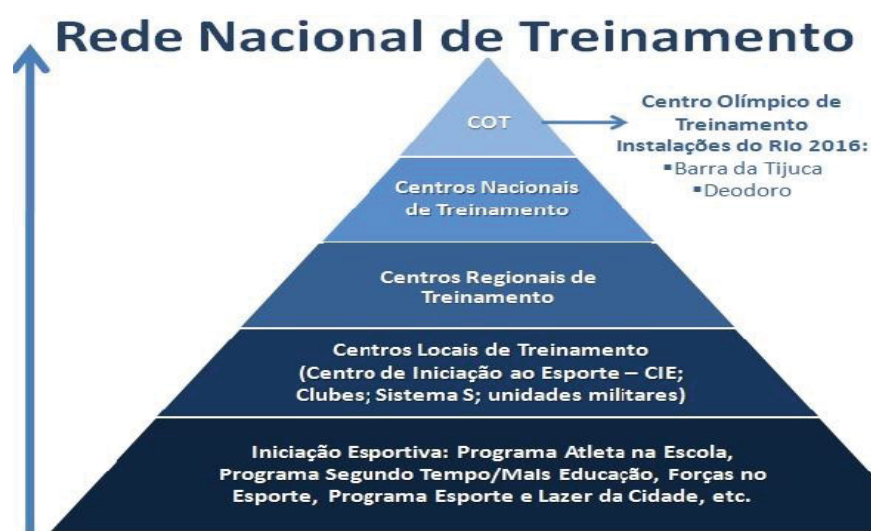 Rede Nacional de Treinamento
COT
Centro Olímpico de
Treinamento
Instalações do RIo 2016:
▪Barra da Tijuca
▪Deodoro
Centros Nacionais
de Treinamento
Centros Regionais de
Treinamento
Centros Locais de Treinamento
(Centro de Iniciação ao Esporte – CIE;
Clubes; Sistema S; unidades militares)
Iniciação Esportiva: Programa Atleta na Escola,
Programa Segundo Tempo/Mais Educação, Forças no
Esporte, Programa Esporte e Lazer da Cidade, etc.